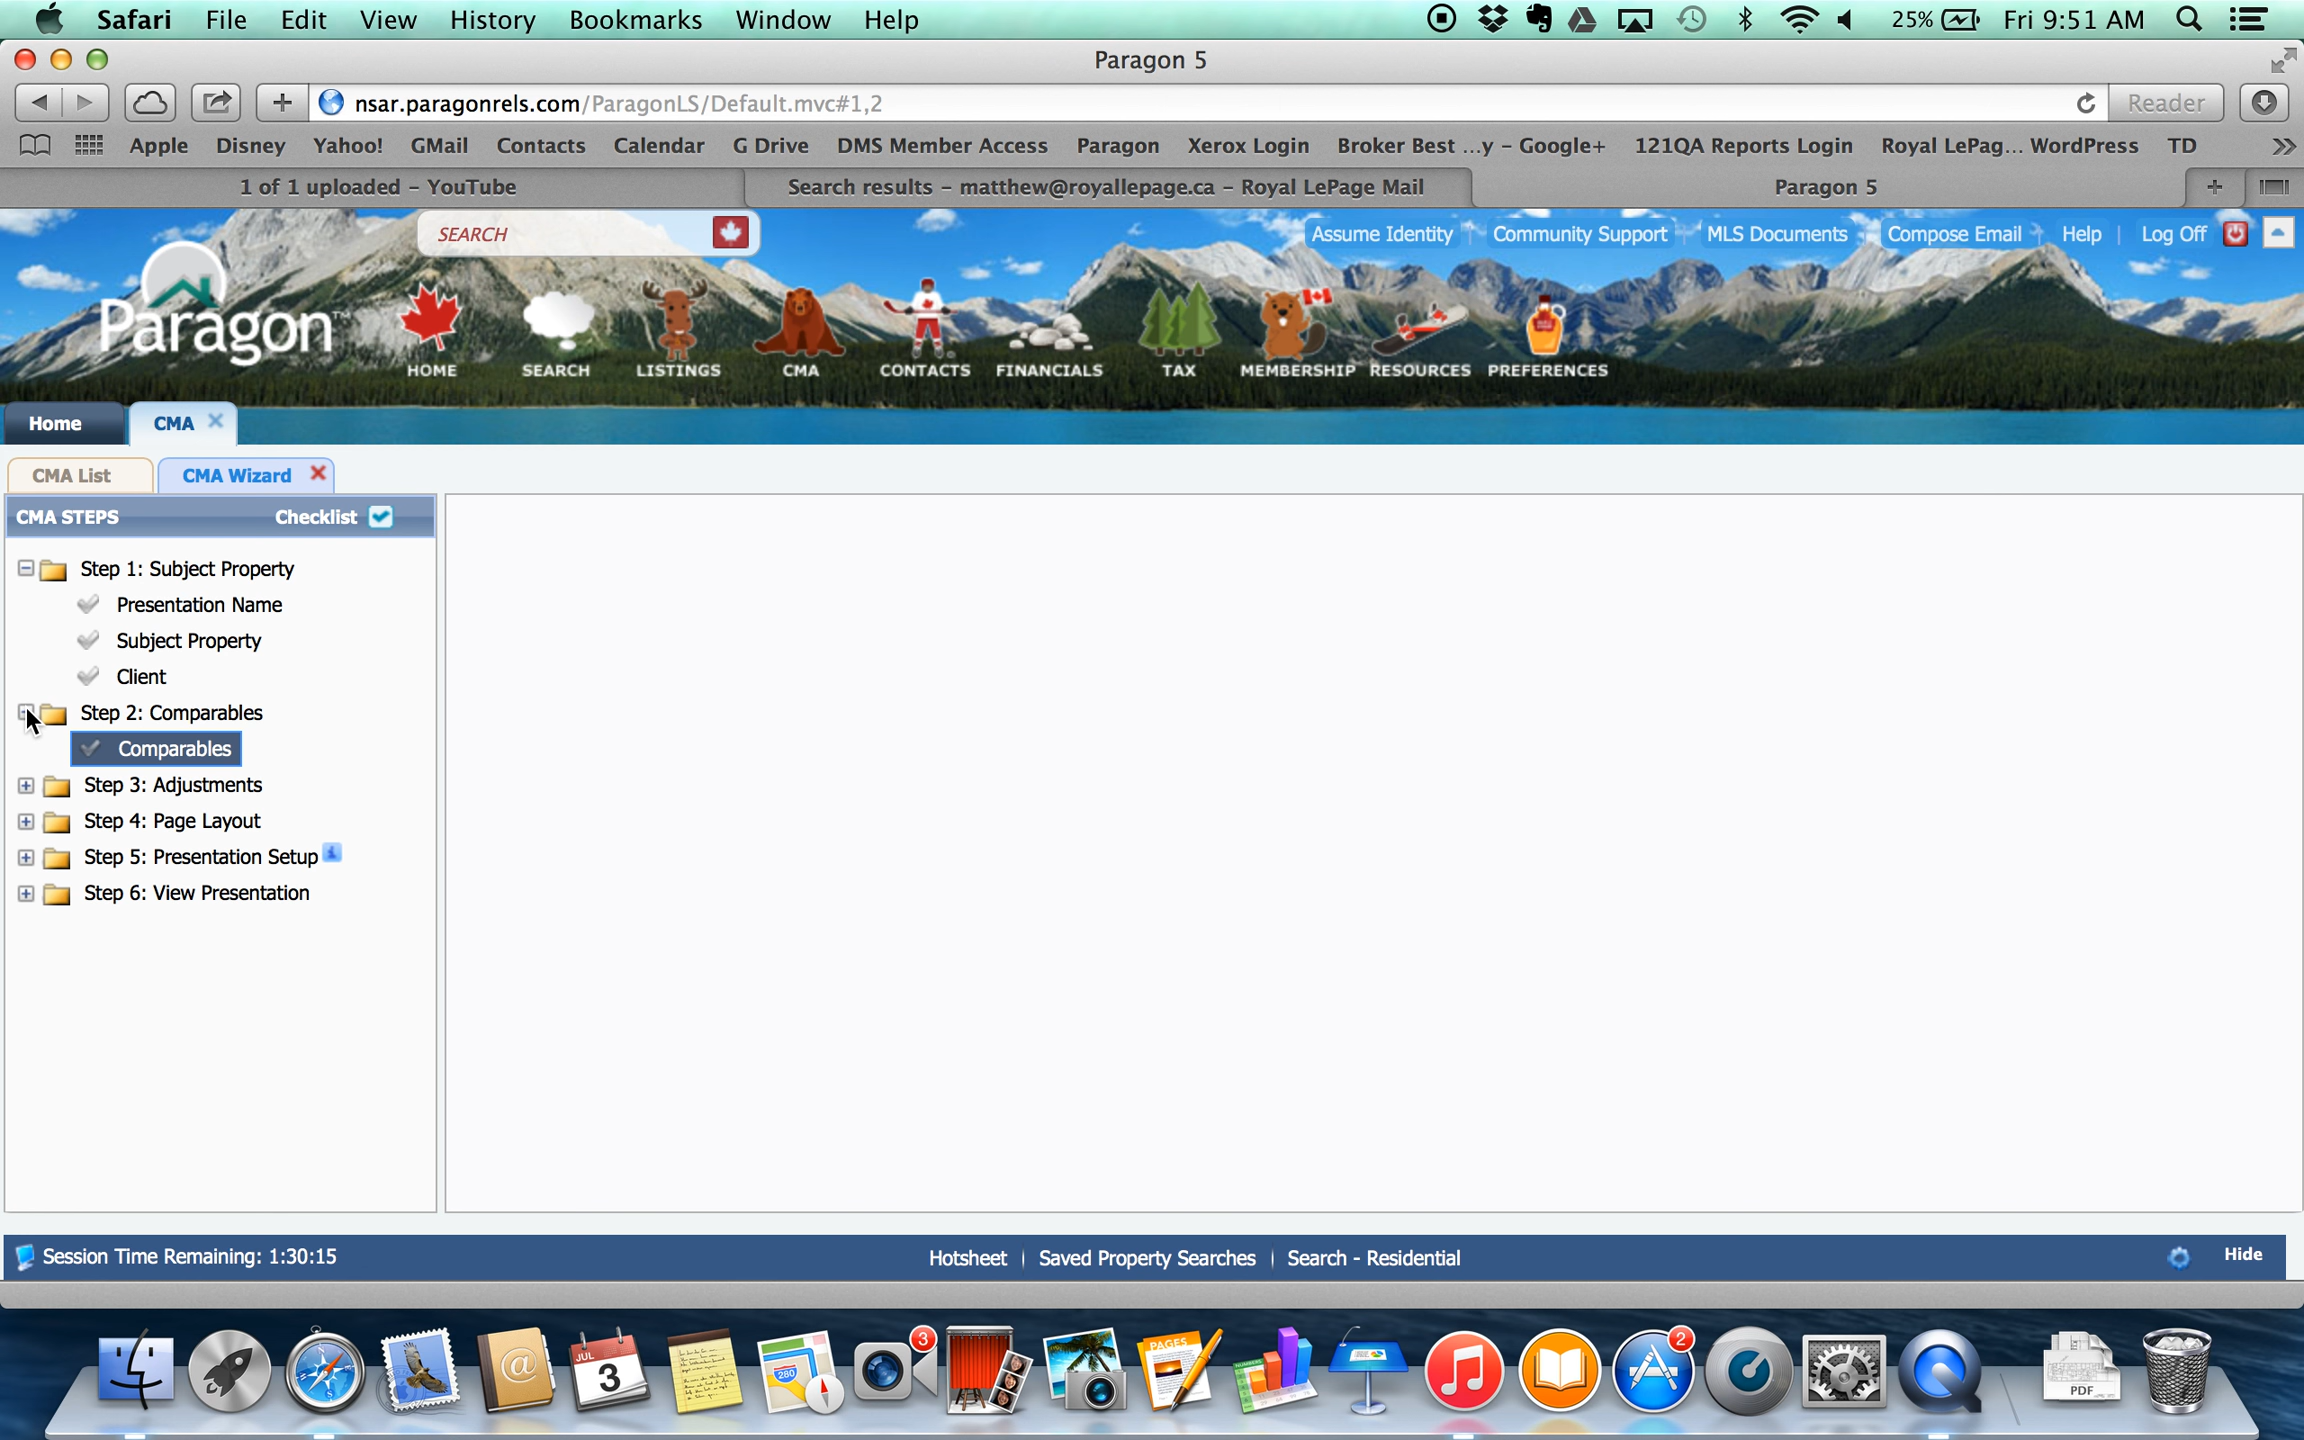 Safari File Edit View History Bookmarks Window Help 25% Fri 9:51 AM
Paragon 5
nsar.paragonrels.com/ParagonLS/Default.mvc#1,2 Reader
Apple Disney Yahoo! GMail Contacts Calendar G Drive DMS Member Access Paragon Xerox Login Broker Best ...y – Google+ 121QA Reports Login Royal LePag... WordPress TD
1 of 1 uploaded – YouTube Search results – matthew@royallepage.ca – Royal LePage Mail Paragon 5
SEARCH Assume Identity Community Support MLS Documents Compose Email Help | Log Off
Paragon™
HOME SEARCH LISTINGS CMA CONTACTS FINANCIALS TAX MEMBERSHIP RESOURCES PREFERENCES
Home CMA
CMA List CMA Wizard
CMA STEPS Checklist
Step 1: Subject Property
Presentation Name
Subject Property
Client
Step 2: Comparables
Comparables
Step 3: Adjustments
Step 4: Page Layout
Step 5: Presentation Setup
Step 6: View Presentation
Session Time Remaining: 1:30:15 Hotsheet | Saved Property Searches | Search - Residential Hide
JUL
3
280
3
PAGES
NUMBERS
2
PDF